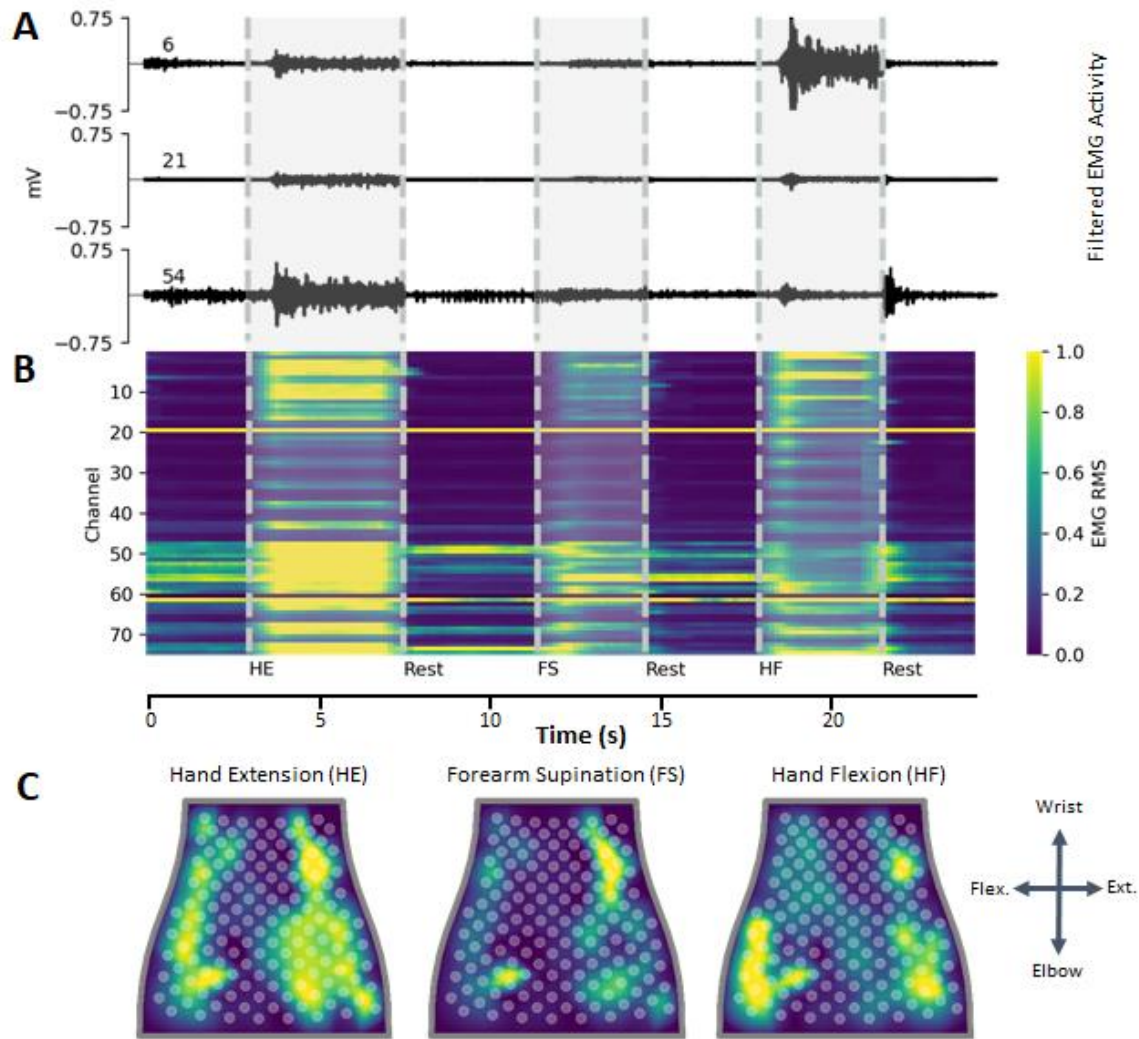 A
0.75
6
−0.75
0.75
21
mV
−0.75
0.75
54
−0.75
Filtered EMG Activity
B
10
20
30
40
50
60
70
Channel
1.0
0.8
0.6
0.4
0.2
0.0
EMG RMS
HE Rest FS Rest HF Rest
0 5 10 15 20
Time (s)
C
Hand Extension (HE) Forearm Supination (FS) Hand Flexion (HF)
Wrist
Flex. Ext.
Elbow